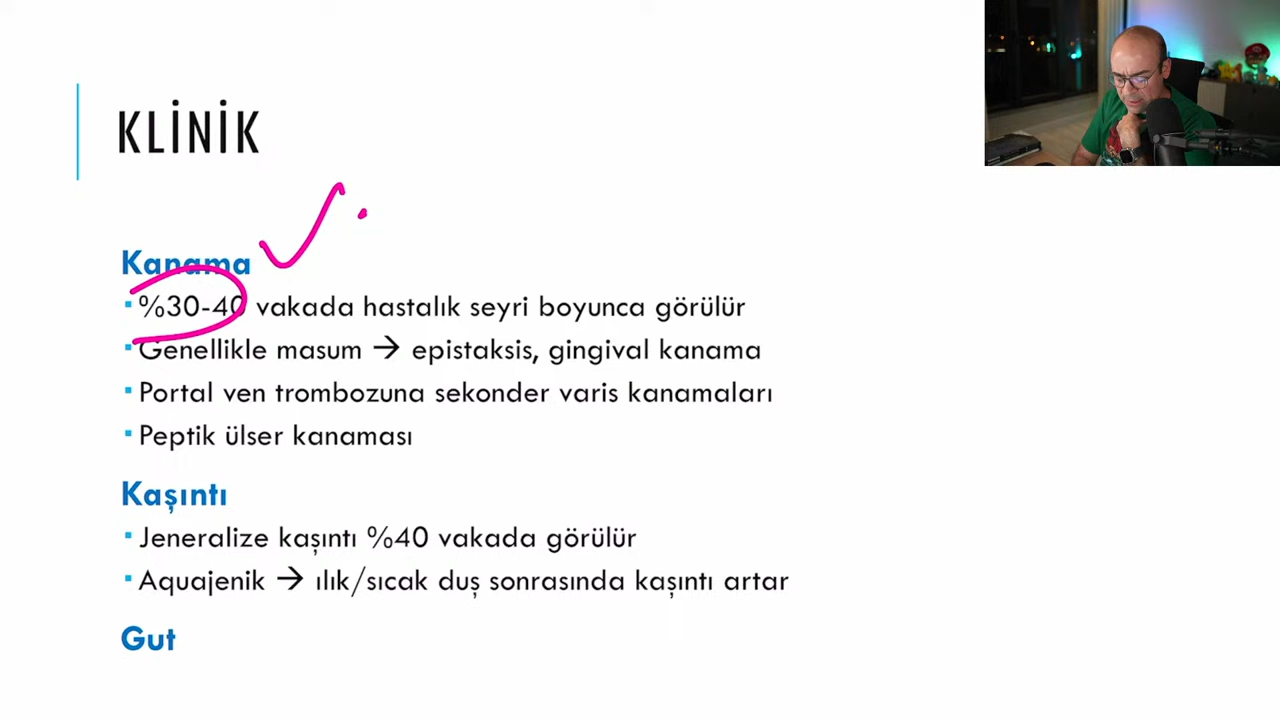 KLİNİK
Kanama
▪ %30-40 vakada hastalık seyri boyunca görülür
▪ Genellikle masum → epistaksis, gingival kanama
▪ Portal ven trombozuna sekonder varis kanamaları
▪ Peptik ülser kanaması
Kaşıntı
▪ Jeneralize kaşıntı %40 vakada görülür
▪ Aquajenik → ılık/sıcak duş sonrasında kaşıntı artar
Gut